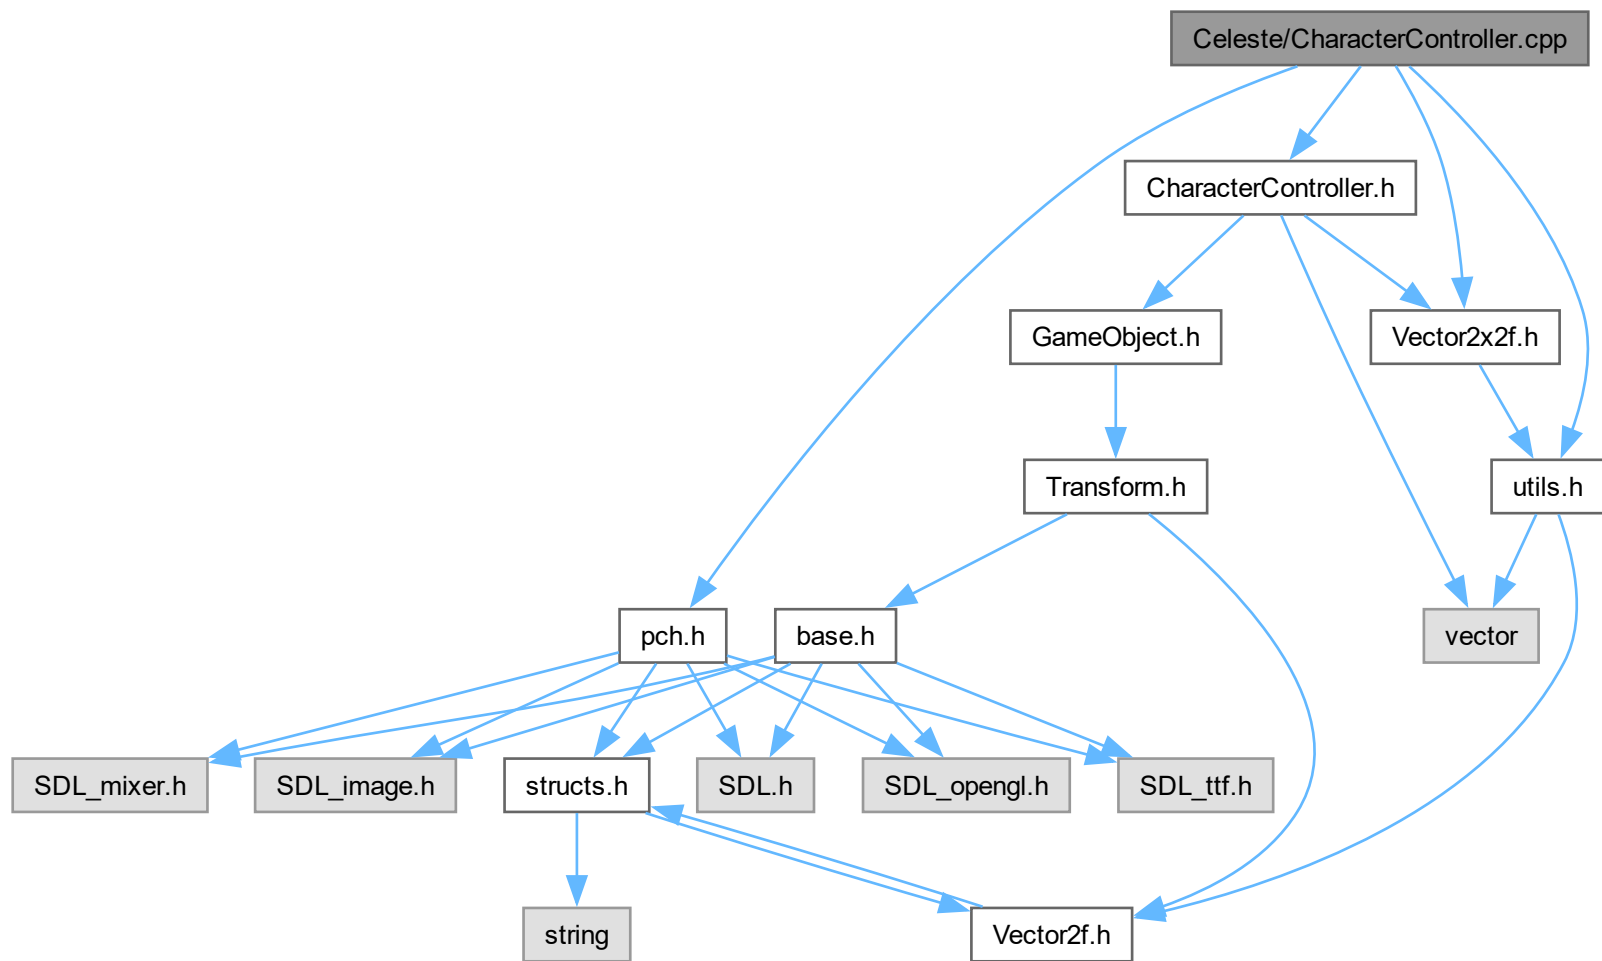 Celeste/CharacterController.cpp
CharacterController.h
GameObject.h
Vector2x2f.h
Transform.h
utils.h
pch.h
base.h
vector
SDL_mixer.h
SDL_image.h
structs.h
SDL.h
SDL_opengl.h
SDL_ttf.h
string
Vector2f.h